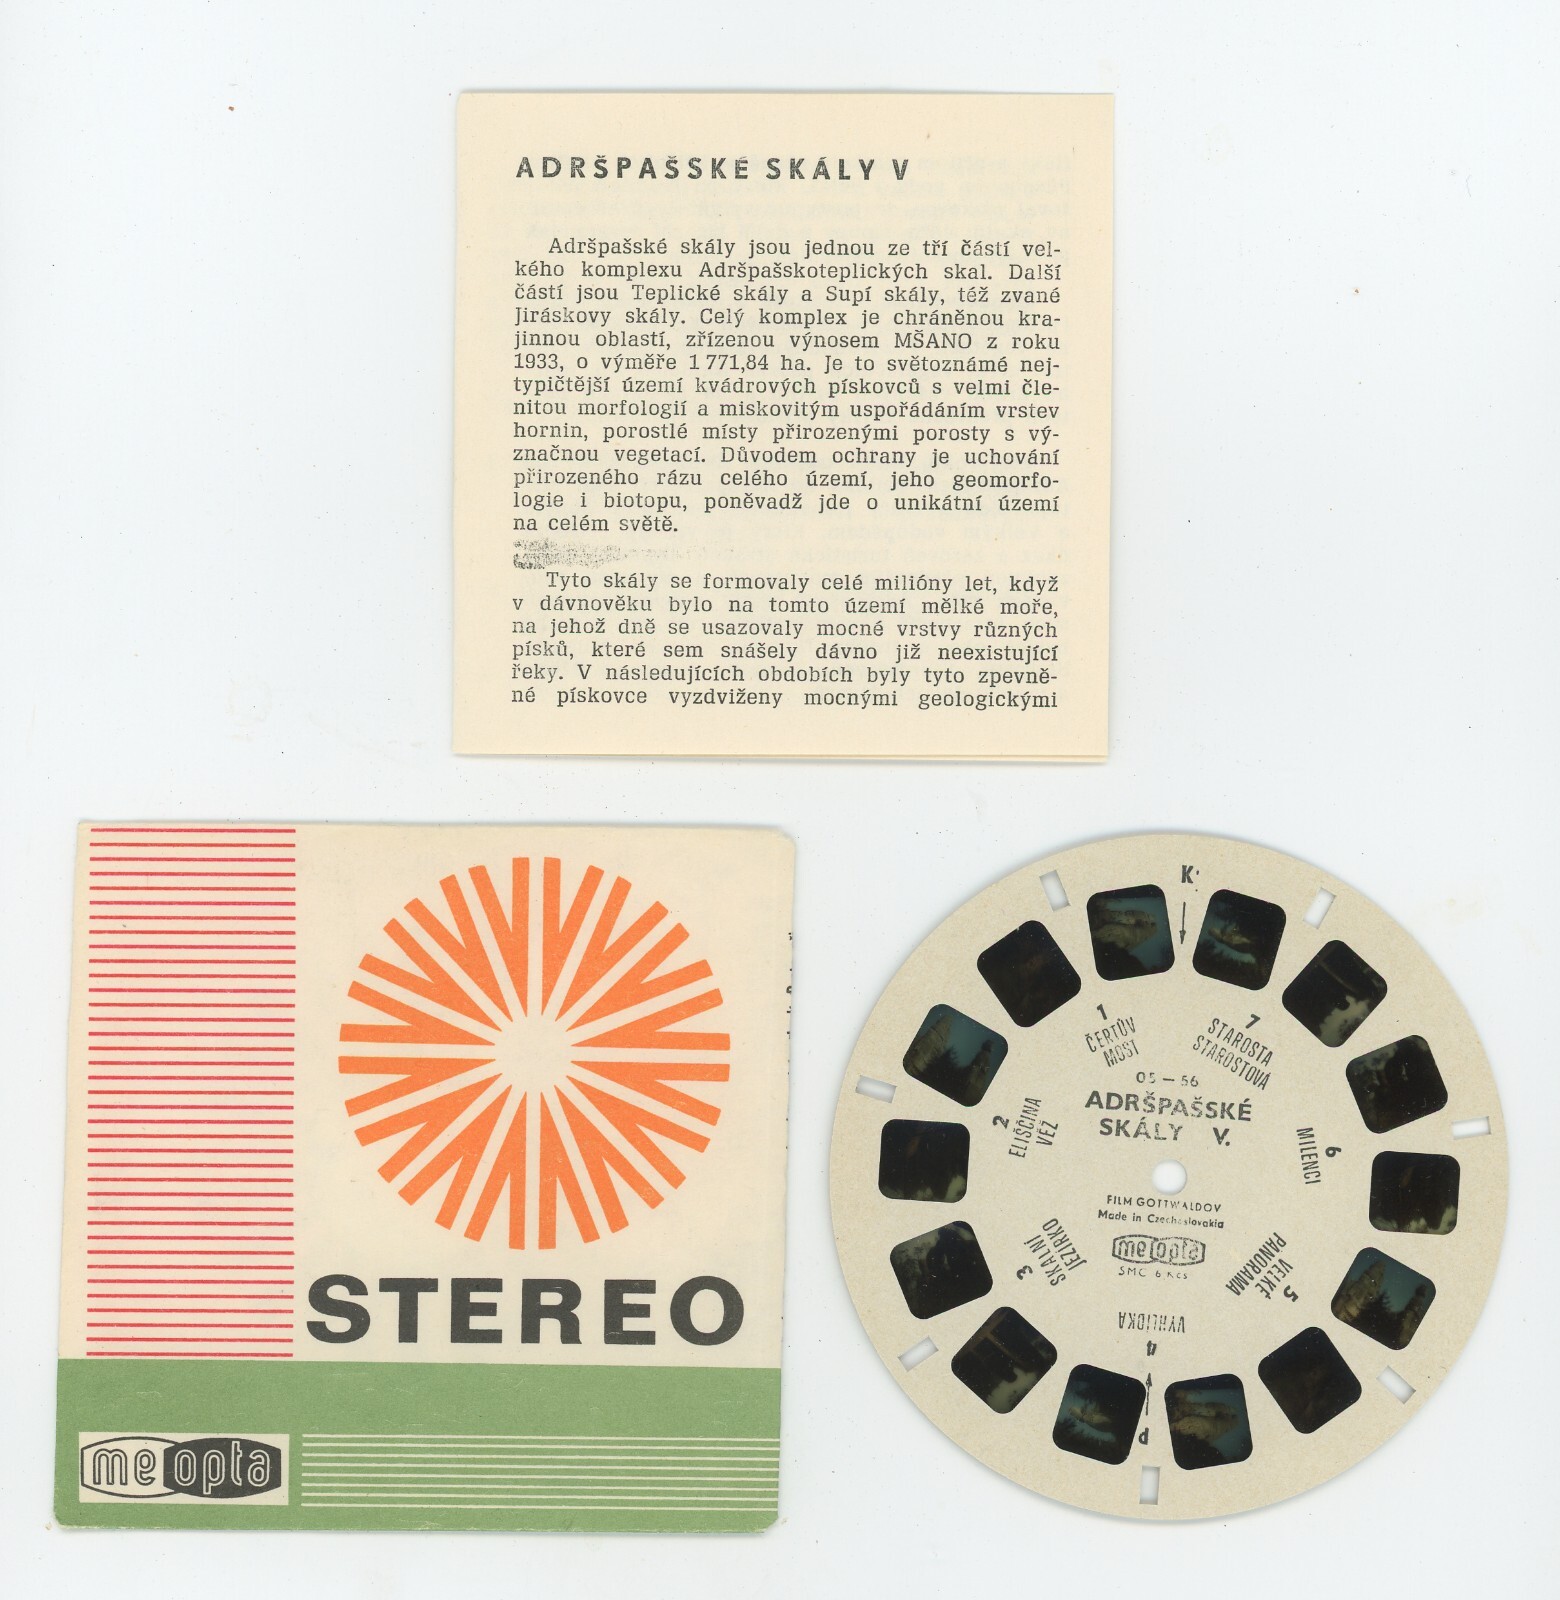 ADRŠPAŠSKÉ SKÁLY V
Adršpašské skály jsou jednou ze tří částí vel-
kého komplexu Adršpašskoteplických skal. Další
částí jsou Teplické skály a Supí skály, též zvané
Jiráskovy skály. Celý komplex je chráněnou kra-
jinnou oblastí, zřízenou výnosem MŠANO z roku
1933, o výměře 1 771,84 ha. Je to světoznámé nej-
typičtější území kvádrových pískovců s velmi čle-
nitou morfologií a miskovitým uspořádáním vrstev
hornin, porostlé místy přirozenými porosty s vý-
značnou vegetací. Důvodem ochrany je uchování
přirozeného rázu celého území, jeho geomorfo-
logie i biotopu, poněvadž jde o unikátní území
na celém světě.
Tyto skály se formovaly celé milióny let, když
v dávnověku bylo na tomto území mělké moře,
na jehož dně se usazovaly mocné vrstvy různých
písků, které sem snášely dávno již neexistující
řeky. V následujících obdobích byly tyto zpevně-
né pískovce vyzdviženy mocnými geologickými
STEREO
meopta
K
1
ČERTŮV
MOST
2
ELIŠČINA
VĚŽ
3
SKALNÍ
JEZÍRKO
4
VYHLÍDKA
5
VELKÉ
PANORAMA
6
MILENCI
7
STAROSTA
STAROSTOVÁ
05 — 56
ADRŠPAŠSKÉ
SKÁLY V.
FILM GOTTWALDOV
Made in Czechoslovakia
meopta
SMC 6 Kčs
P